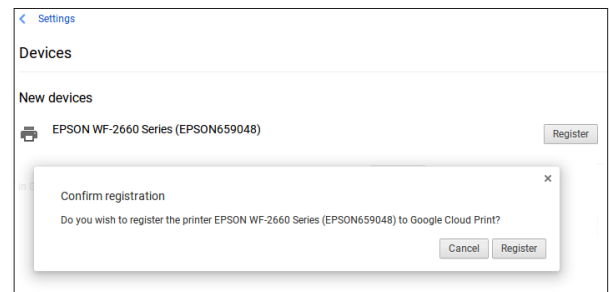 Settings
Devices
New devices
EPSON WF-2660 Series (EPSON659048)
Register
Confirm registration
Do you wish to register the printer EPSON WF-2660 Series (EPSON659048) to Google Cloud Print?
Cancel Register